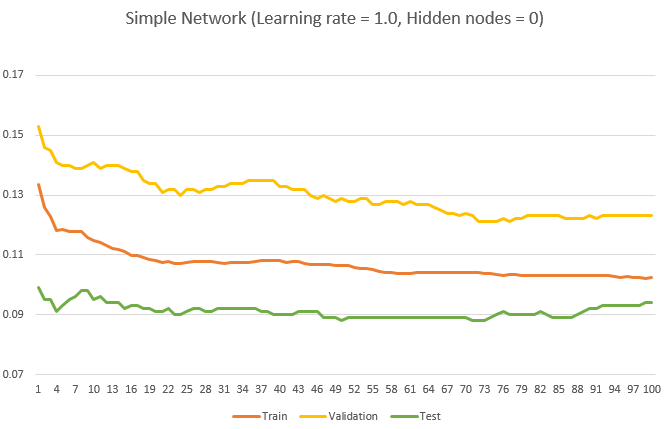 Simple Network (Learning rate = 1.0, Hidden nodes = 0)
0.17
0.15
0.13
0.11
0.09
0.07
1 4 7 10 13 16 19 22 25 28 31 34 37 40 43 46 49 52 55 58 61 64 67 70 73 76 79 82 85 88 91 94 97 100
Train Validation Test